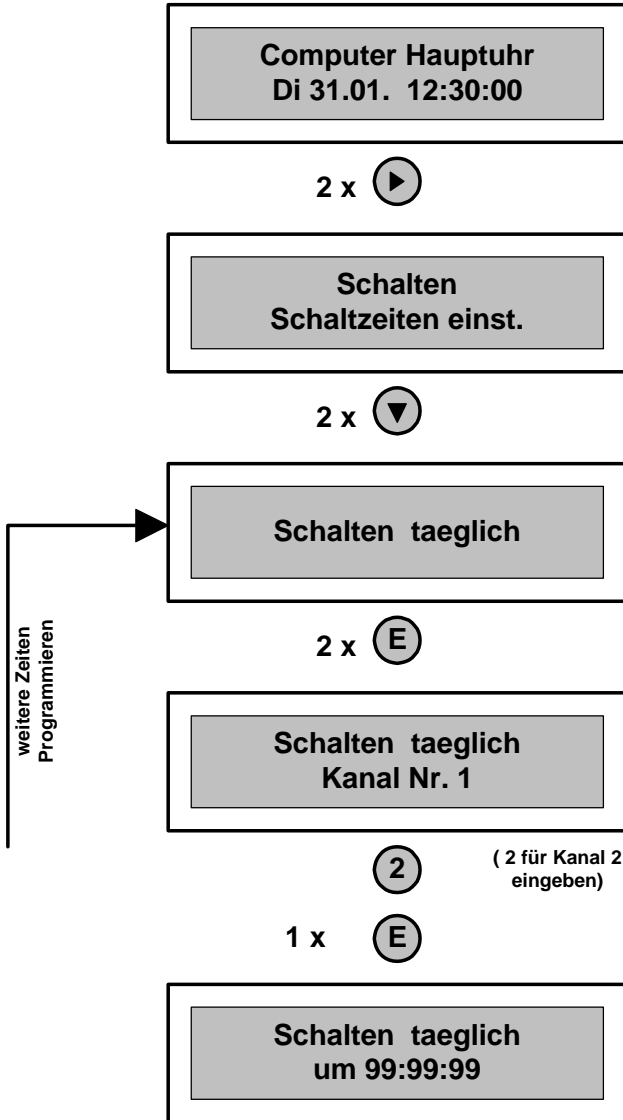 Computer Hauptuhr
Di 31.01. 12:30:00
2 x
Schalten
Schaltzeiten einst.
2 x
Schalten taeglich
weitere Zeiten
Programmieren
2 x E
Schalten taeglich
Kanal Nr. 1
2 ( 2 für Kanal 2
eingeben)
1 x E
Schalten taeglich
um 99:99:99